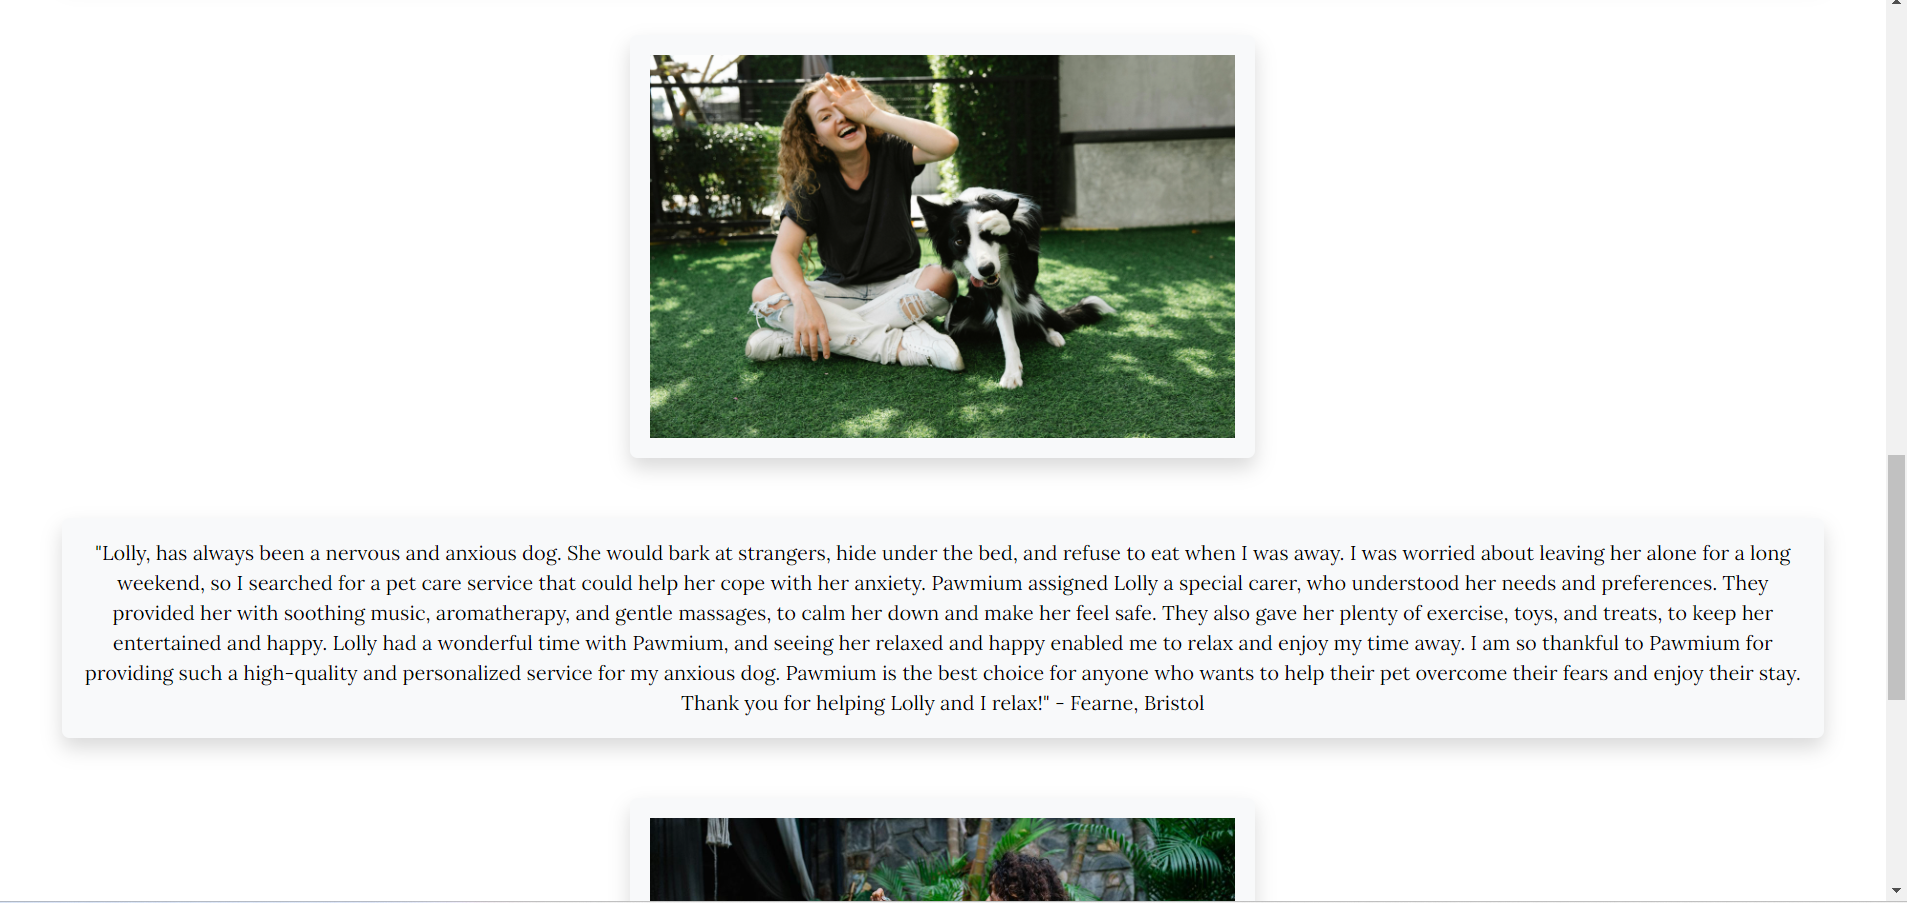 "Lolly, has always been a nervous and anxious dog. She would bark at strangers, hide under the bed, and refuse to eat when I was away. I was worried about leaving her alone for a long
weekend, so I searched for a pet care service that could help her cope with her anxiety. Pawmium assigned Lolly a special carer, who understood her needs and preferences. They
provided her with soothing music, aromatherapy, and gentle massages, to calm her down and make her feel safe. They also gave her plenty of exercise, toys, and treats, to keep her
entertained and happy. Lolly had a wonderful time with Pawmium, and seeing her relaxed and happy enabled me to relax and enjoy my time away. I am so thankful to Pawmium for
providing such a high-quality and personalized service for my anxious dog. Pawmium is the best choice for anyone who wants to help their pet overcome their fears and enjoy their stay.
Thank you for helping Lolly and I relax!" - Fearne, Bristol